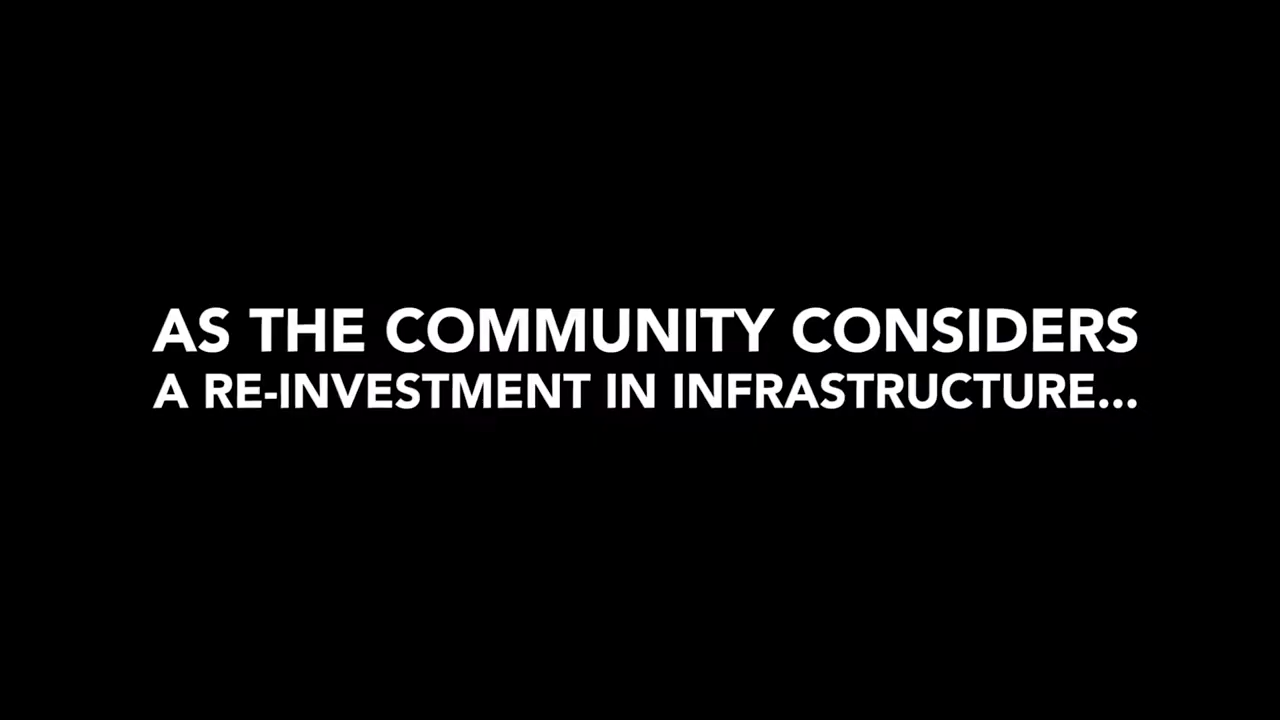 AS THE COMMUNITY CONSIDERS
A RE-INVESTMENT IN INFRASTRUCTURE...